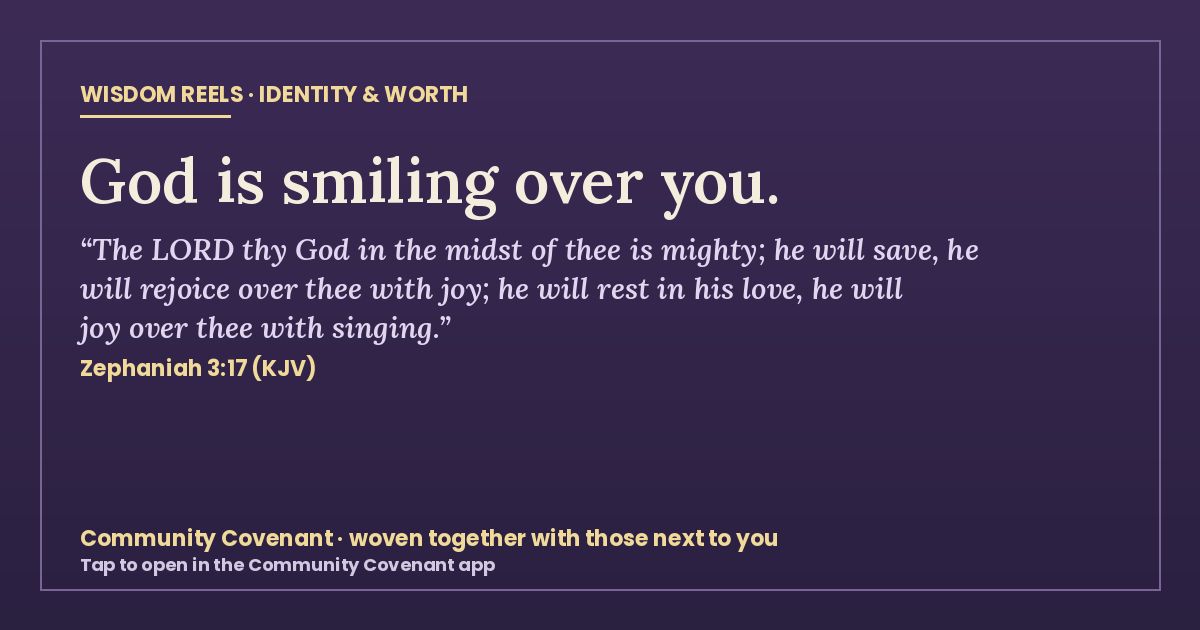 WISDOM REELS · IDENTITY & WORTH
God is smiling over you.
“The LORD thy God in the midst of thee is mighty; he will save, he
will rejoice over thee with joy; he will rest in his love, he will
joy over thee with singing.”
Zephaniah 3:17 (KJV)
Community Covenant · woven together with those next to you
Tap to open in the Community Covenant app